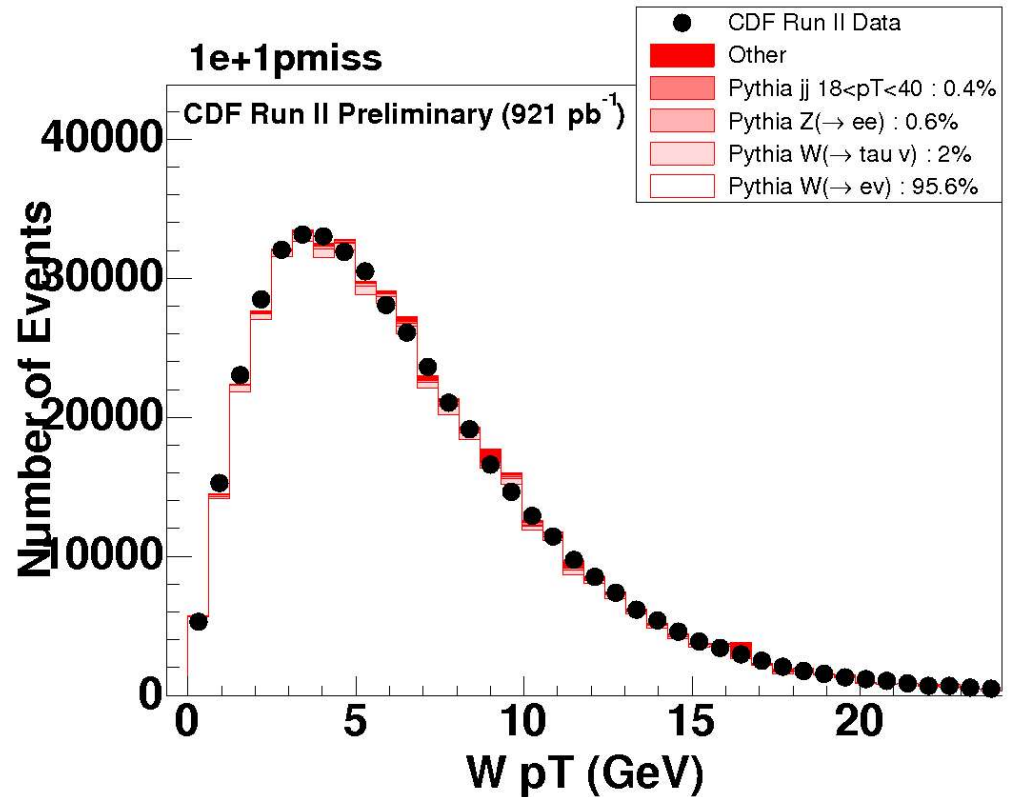 1e+1pmiss
CDF Run II Data
Other
Pythia jj 18<pT<40 : 0.4%
Pythia Z(→ ee) : 0.6%
Pythia W(→ tau ν) : 2%
Pythia W(→ eν) : 95.6%
CDF Run II Preliminary (921 pb⁻¹)
Number of Events
40000
30000
20000
10000
0
0 5 10 15 20
W pT (GeV)